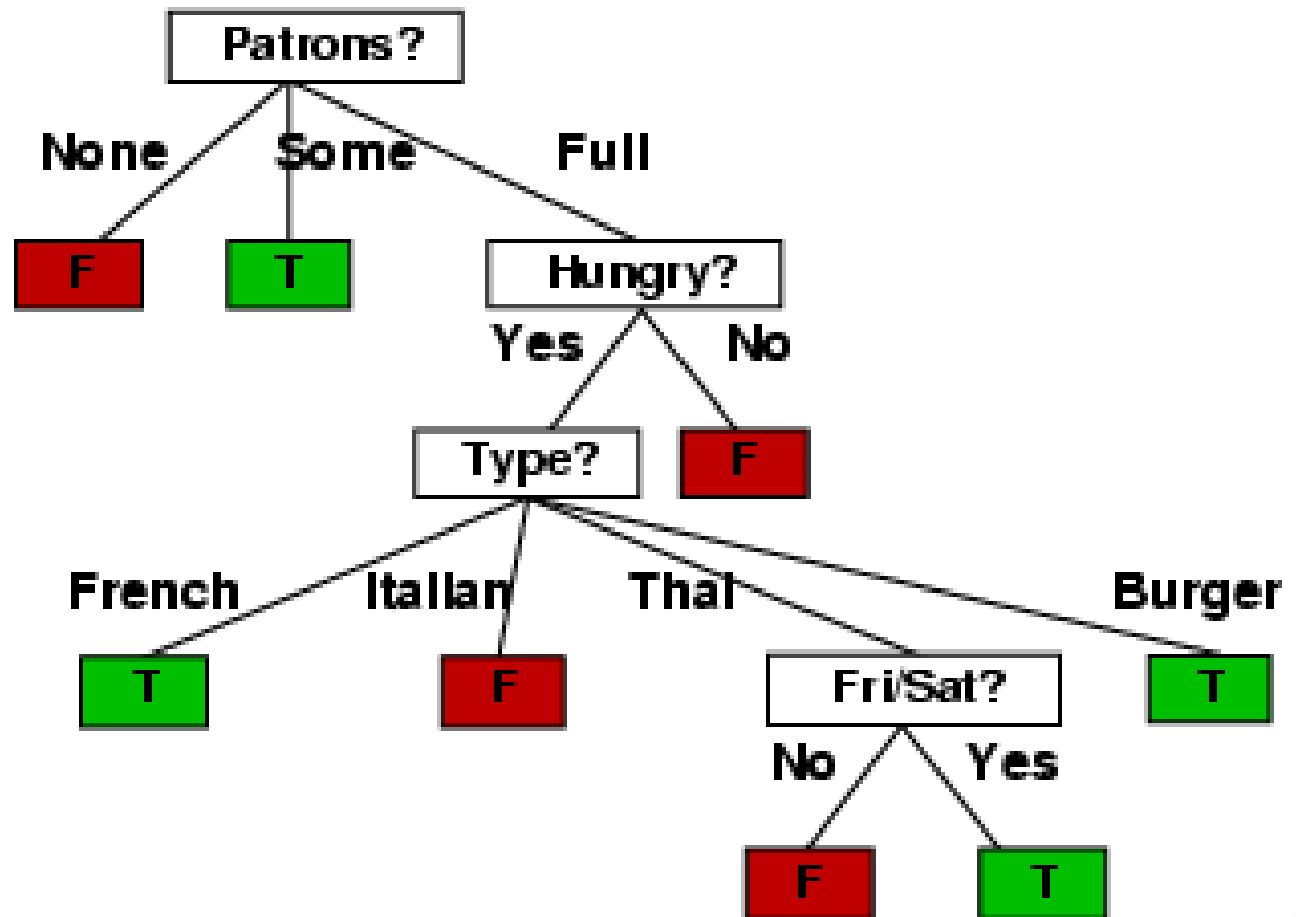 Patrons?
None Some Full
F T Hungry?
Yes No
Type? F
French Italian Thai Burger
T F Fri/Sat? T
No Yes
F T